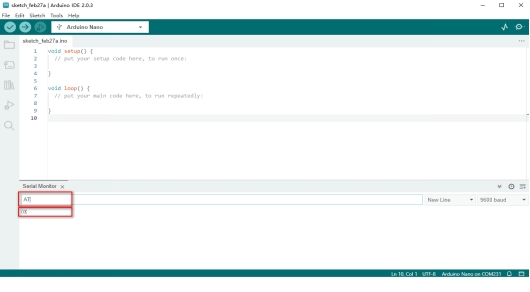 sketch_feb27a | Arduino IDE 2.0.3
File Edit Sketch Tools Help
Arduino Nano
sketch_feb27a.ino
1 void setup() {
2 // put your setup code here, to run once:
3
4 }
5
6 void loop() {
7 // put your main code here, to run repeatedly:
8
9 }
10
Serial Monitor
AT
New Line
9600 baud
Ln 10, Col 1 UTF-8 Arduino Nano on COM231